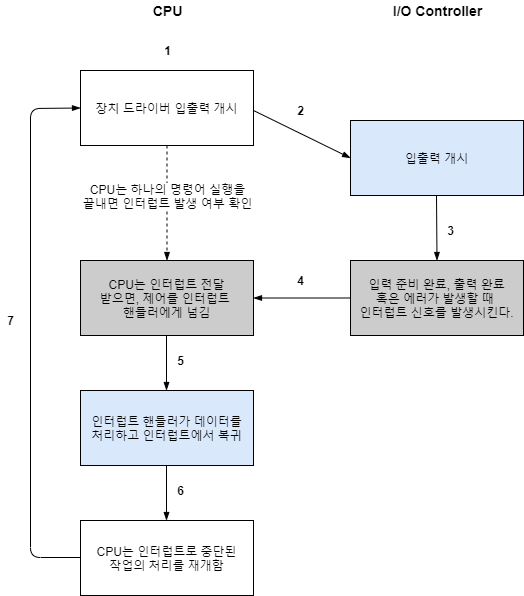 CPU
I/O Controller
1
장치 드라이버 입출력 개시
2
입출력 개시
CPU는 하나의 명령어 실행을
끝내면 인터럽트 발생 여부 확인
3
CPU는 인터럽트 전달
받으면, 제어를 인터럽트
핸들러에게 넘김
4
입력 준비 완료, 출력 완료
혹은 에러가 발생할 때
인터럽트 신호를 발생시킨다.
7
5
인터럽트 핸들러가 데이터를
처리하고 인터럽트에서 복귀
6
CPU는 인터럽트로 중단된
작업의 처리를 재개함